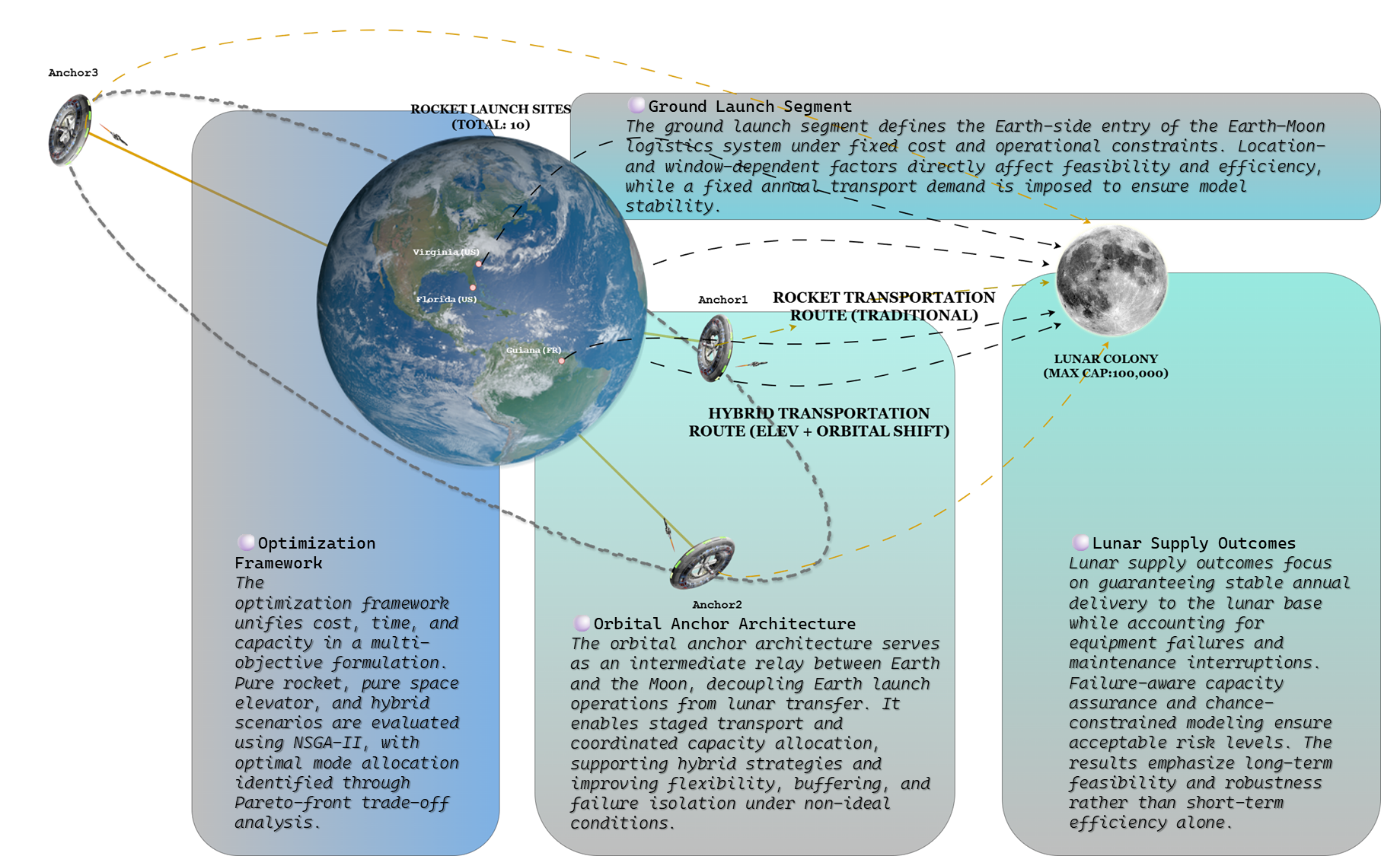 Anchor3
ROCKET LAUNCH SITES
(TOTAL: 10)
Ground Launch Segment
The ground launch segment defines the Earth-side entry of the Earth-Moon
logistics system under fixed cost and operational constraints. Location-
and window-dependent factors directly affect feasibility and efficiency,
while a fixed annual transport demand is imposed to ensure model
stability.
Virginia(US)
Florida(US)
Guiana(FR)
Anchor1
ROCKET TRANSPORTATION
ROUTE (TRADITIONAL)
LUNAR COLONY
(MAX CAP:100,000)
HYBRID TRANSPORTATION
ROUTE (ELEV + ORBITAL SHIFT)
Anchor2
Optimization
Framework
The
optimization framework
unifies cost, time, and
capacity in a multi-
objective formulation.
Pure rocket, pure space
elevator, and hybrid
scenarios are evaluated
using NSGA-II, with
optimal mode allocation
identified through
Pareto-front trade-off
analysis.
Orbital Anchor Architecture
The orbital anchor architecture serves
as an intermediate relay between Earth
and the Moon, decoupling Earth launch
operations from lunar transfer. It
enables staged transport and
coordinated capacity allocation,
supporting hybrid strategies and
improving flexibility, buffering, and
failure isolation under non-ideal
conditions.
Lunar Supply Outcomes
Lunar supply outcomes focus
on guaranteeing stable annual
delivery to the lunar base
while accounting for
equipment failures and
maintenance interruptions.
Failure-aware capacity
assurance and chance-
constrained modeling ensure
acceptable risk levels. The
results emphasize long-term
feasibility and robustness
rather than short-term
efficiency alone.